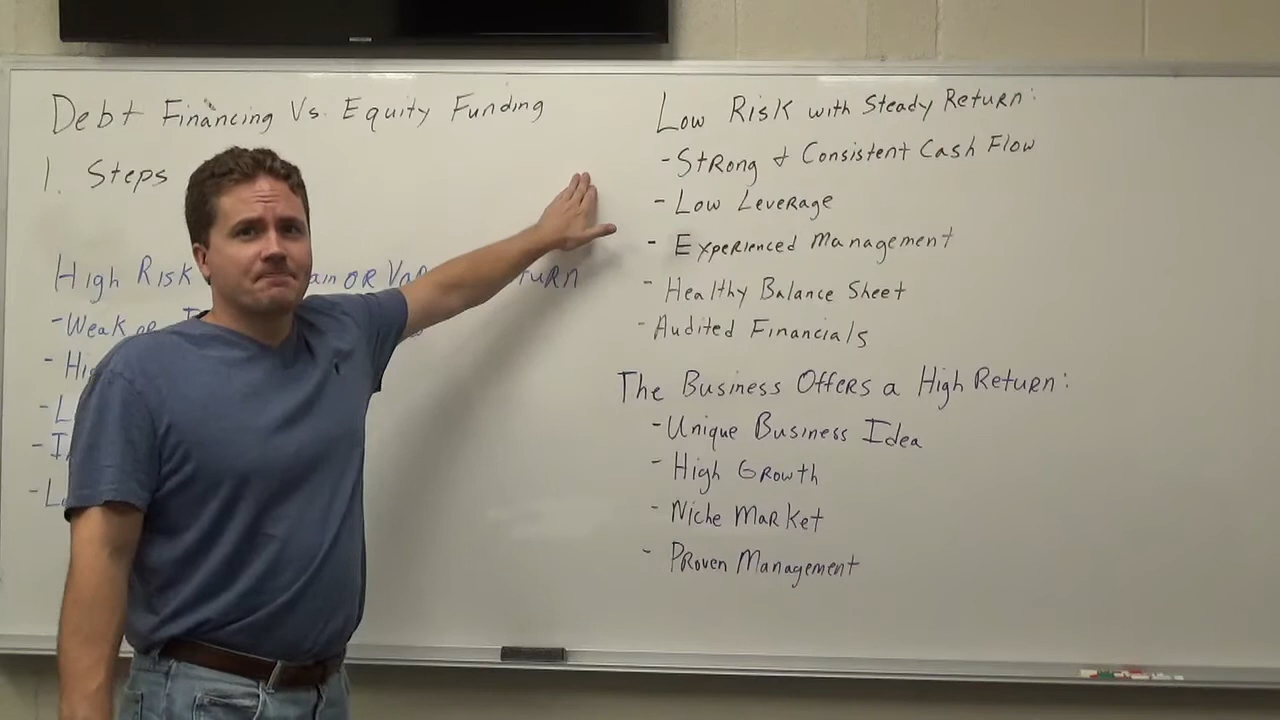 Debt Financing Vs. Equity Funding
1. Steps
High Risk
- Weak or
Low Risk with Steady Return:
- Strong & Consistent Cash Flow
- Low Leverage
- Experienced Management
- Healthy Balance Sheet
- Audited Financials
The Business Offers a High Return:
- Unique Business Idea
- High Growth
- Niche Market
- Proven Management